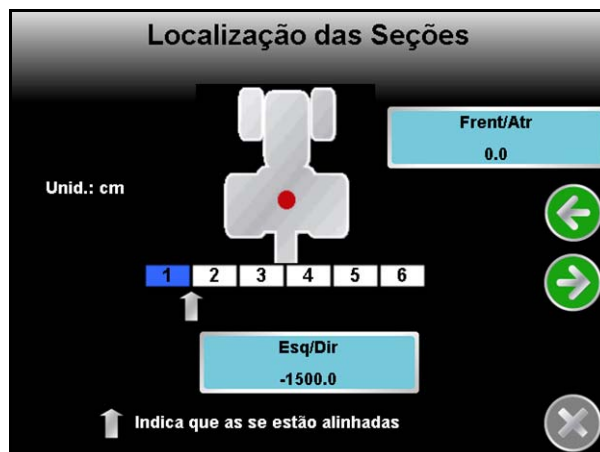 Localização das Seções
Frent/Atr
0.0
Unid.: cm
1 2 3 4 5 6
Esq/Dir
-1500.0
Indica que as se estão alinhadas